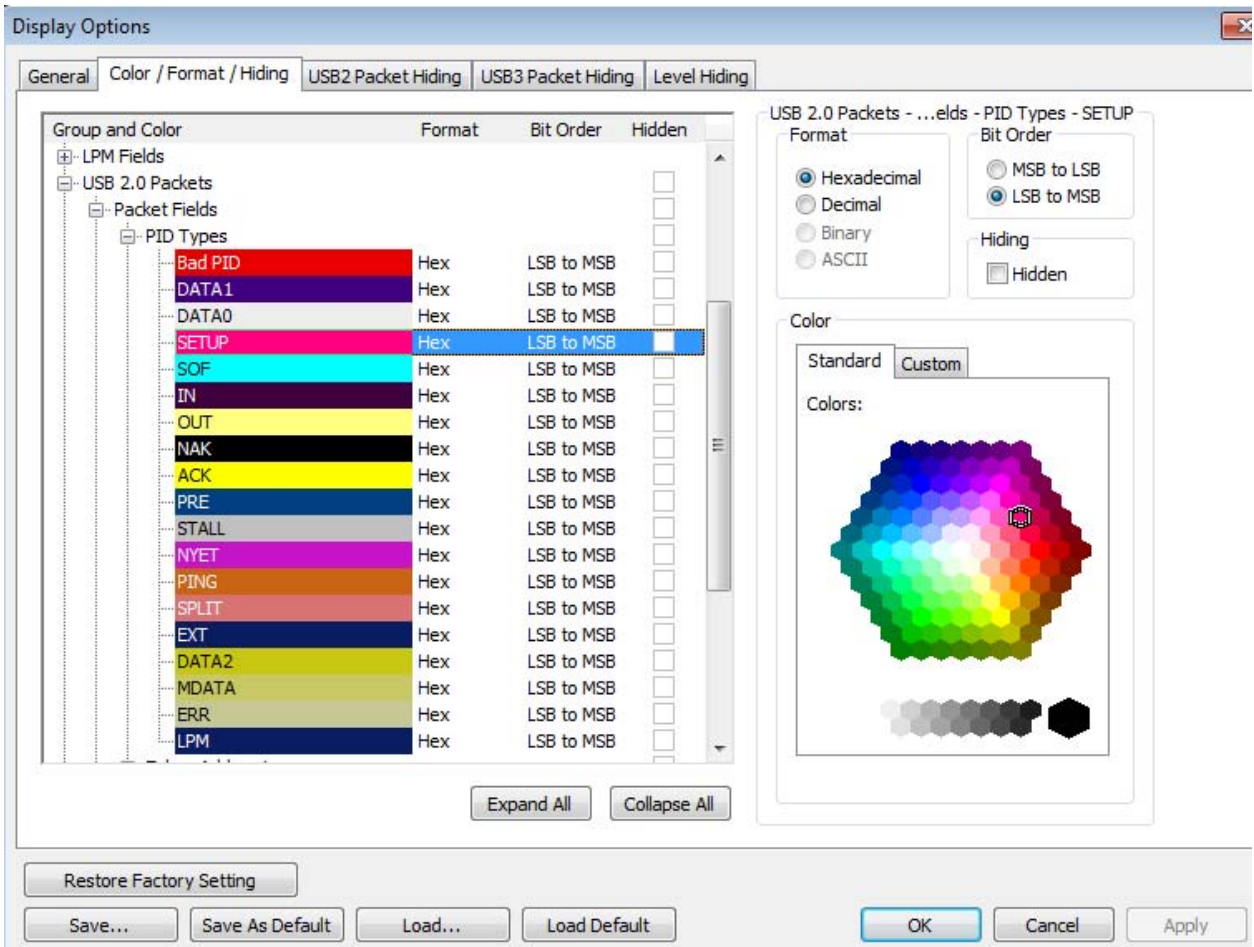 Display Options
General Color / Format / Hiding USB2 Packet Hiding USB3 Packet Hiding Level Hiding
Group and Color Format Bit Order Hidden
LPM Fields
USB 2.0 Packets
Packet Fields
PID Types
Bad PID Hex LSB to MSB
DATA1 Hex LSB to MSB
DATA0 Hex LSB to MSB
SETUP Hex LSB to MSB
SOF Hex LSB to MSB
IN Hex LSB to MSB
OUT Hex LSB to MSB
NAK Hex LSB to MSB
ACK Hex LSB to MSB
PRE Hex LSB to MSB
STALL Hex LSB to MSB
NYET Hex LSB to MSB
PING Hex LSB to MSB
SPLIT Hex LSB to MSB
EXT Hex LSB to MSB
DATA2 Hex LSB to MSB
MDATA Hex LSB to MSB
ERR Hex LSB to MSB
LPM Hex LSB to MSB
Expand All Collapse All
USB 2.0 Packets - ...elds - PID Types - SETUP
Format
Hexadecimal
Decimal
Binary
ASCII
Bit Order
MSB to LSB
LSB to MSB
Hiding
Hidden
Color
Standard Custom
Colors:
Restore Factory Setting
Save... Save As Default Load... Load Default OK Cancel Apply